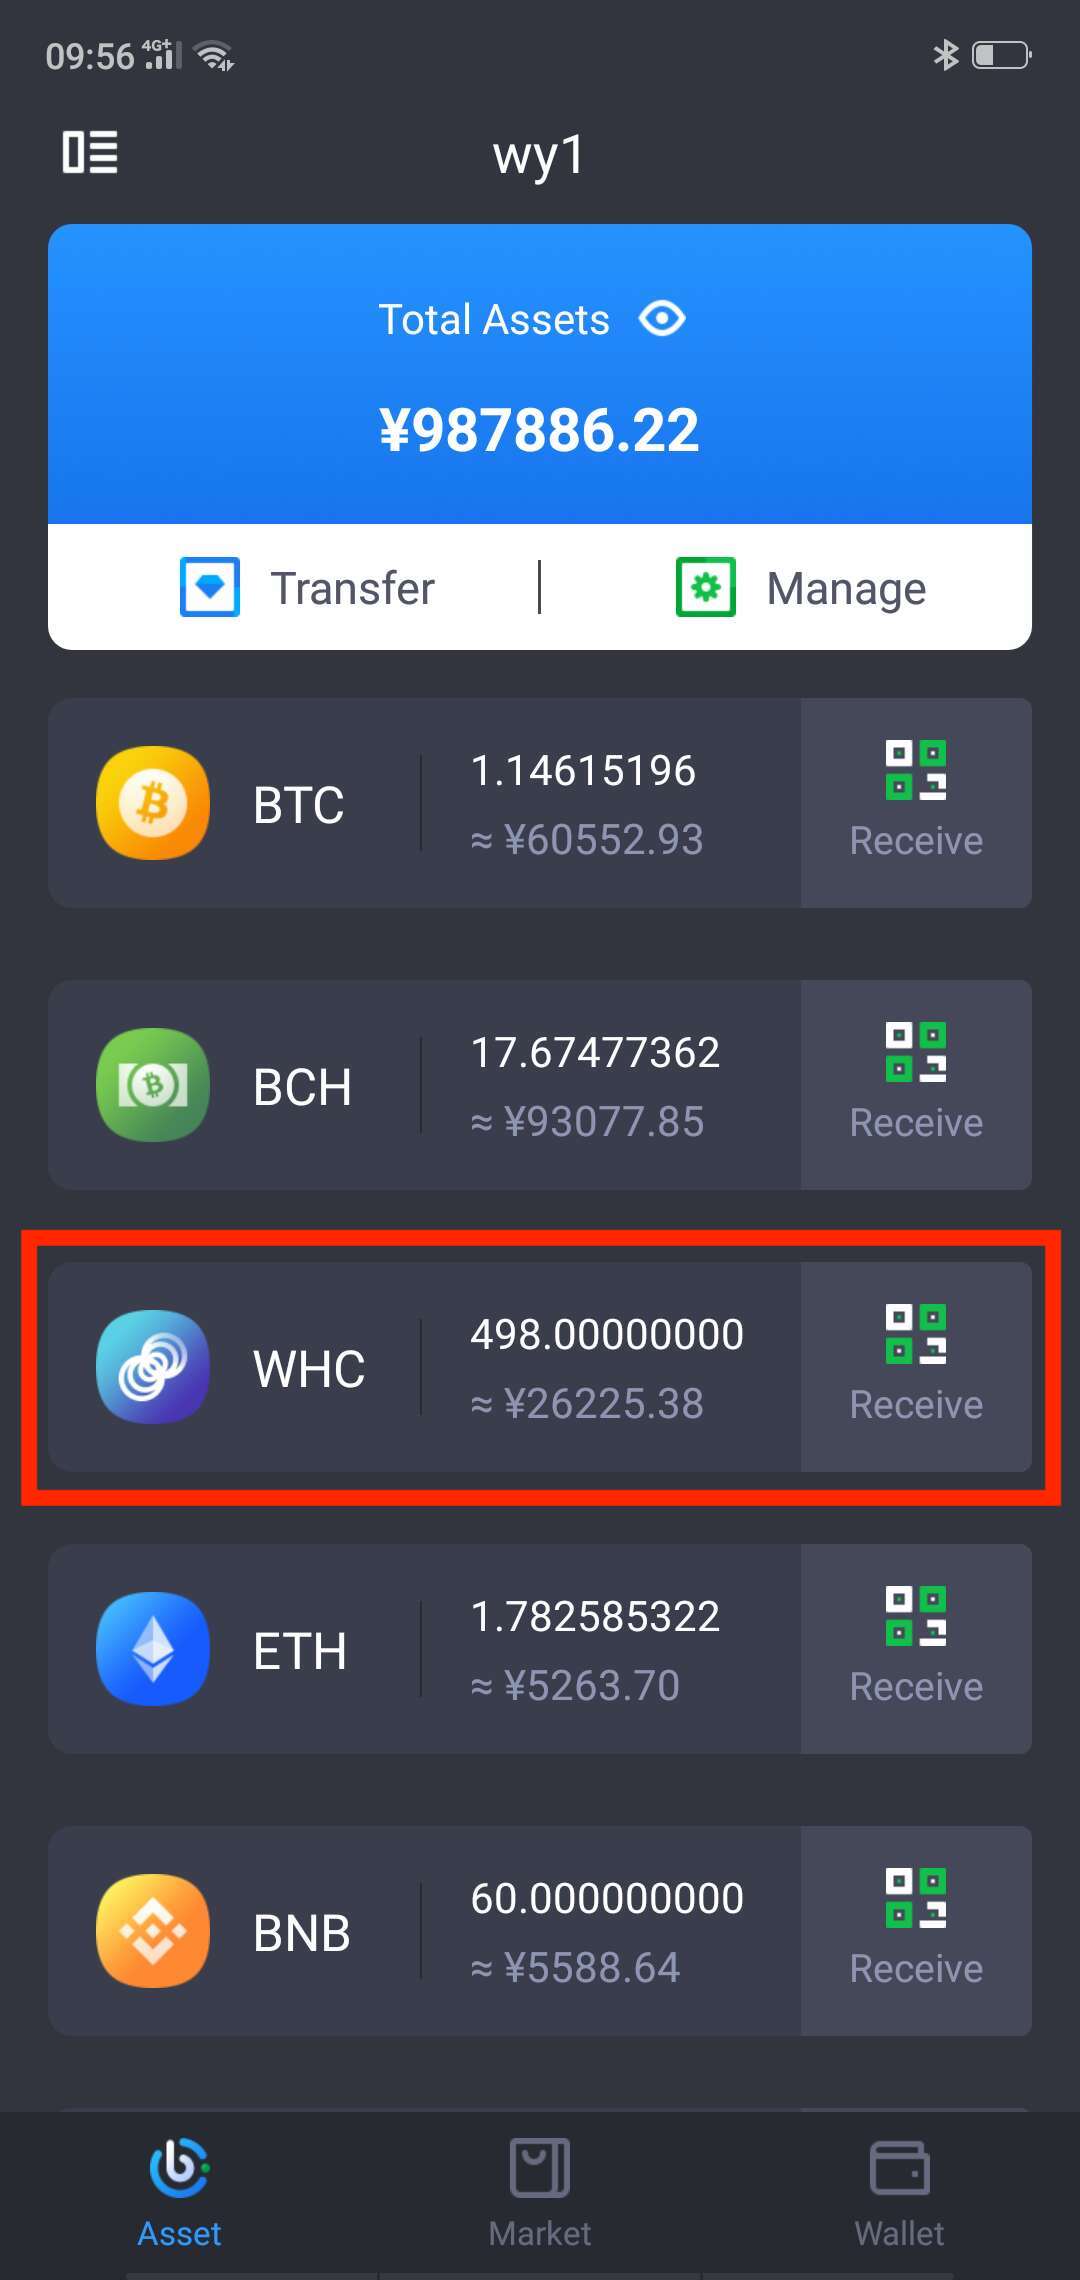 09:56 4G+
wy1
Total Assets
¥987886.22
Transfer
Manage
BTC
1.14615196
≈ ¥60552.93
Receive
BCH
17.67477362
≈ ¥93077.85
Receive
WHC
498.00000000
≈ ¥26225.38
Receive
ETH
1.782585322
≈ ¥5263.70
Receive
BNB
60.000000000
≈ ¥5588.64
Receive
Asset
Market
Wallet